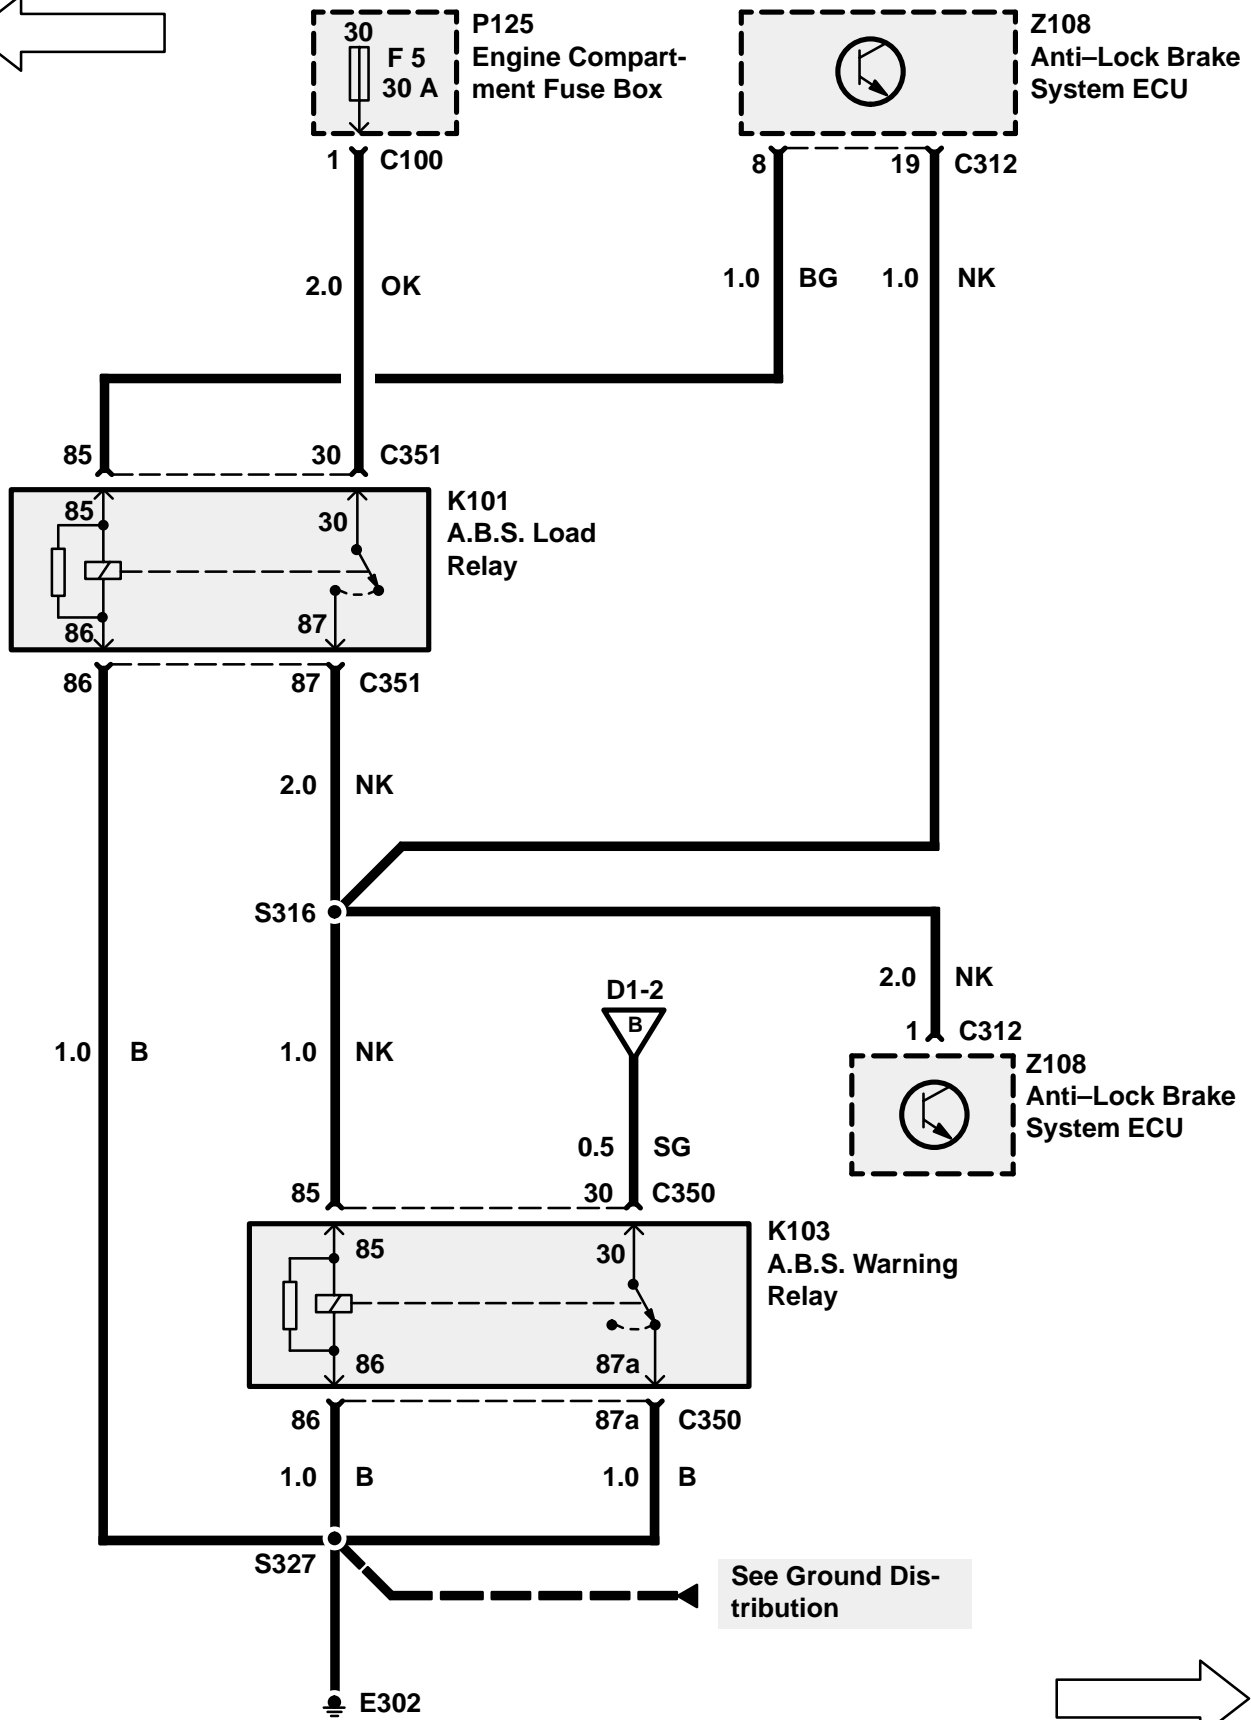 P125
Engine Compart-
ment Fuse Box
30
F 5
30 A
Z108
Anti–Lock Brake
System ECU
1
C100
8
19
C312
2.0
OK
1.0
BG
1.0
NK
85
30
C351
85
30
K101
A.B.S. Load
Relay
86
87
86
87
C351
2.0
NK
S316
2.0
NK
D1-2
B
1
C312
Z108
Anti–Lock Brake
System ECU
1.0
B
1.0
NK
0.5
SG
85
30
C350
85
30
K103
A.B.S. Warning
Relay
86
87a
86
87a
C350
1.0
B
1.0
B
S327
See Ground Dis-
tribution
E302